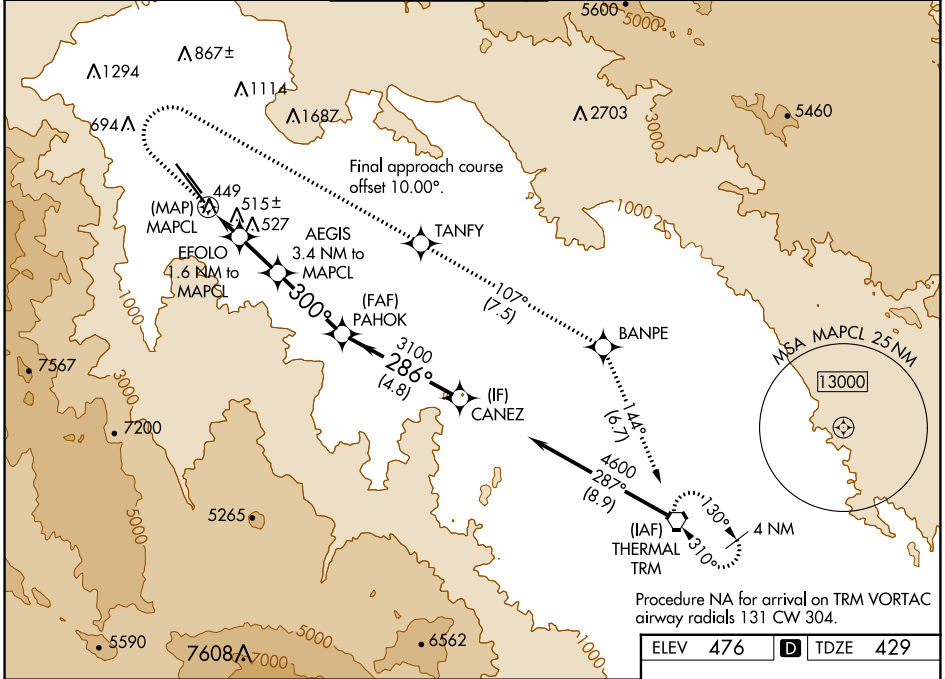 5600
5000
1000
867±
1294
1114
1687
694
2703
5460
3000
Final approach course
offset 10.00°.
449
515±
527
(MAP)
MAPCL
TANFY
AEGIS
3.4 NM to
MAPCL
EFOLO
1.6 NM to
MAPCL
1000
1000
107°
(7.5)
300°
(FAF)
PAHOK
BANPE
3100
286°
(4.8)
MSA MAPCL 25 NM
13000
7567
3000
(IF)
CANEZ
144°
(6.7)
7200
4600
287°
(8.9)
5000
5265
130°
4 NM
310°
(IAF)
THERMAL
TRM
Procedure NA for arrival on TRM VORTAC
airway radials 131 CW 304.
5590
7608
5000
7000
6562
3000
1000
ELEV 476 D TDZE 429